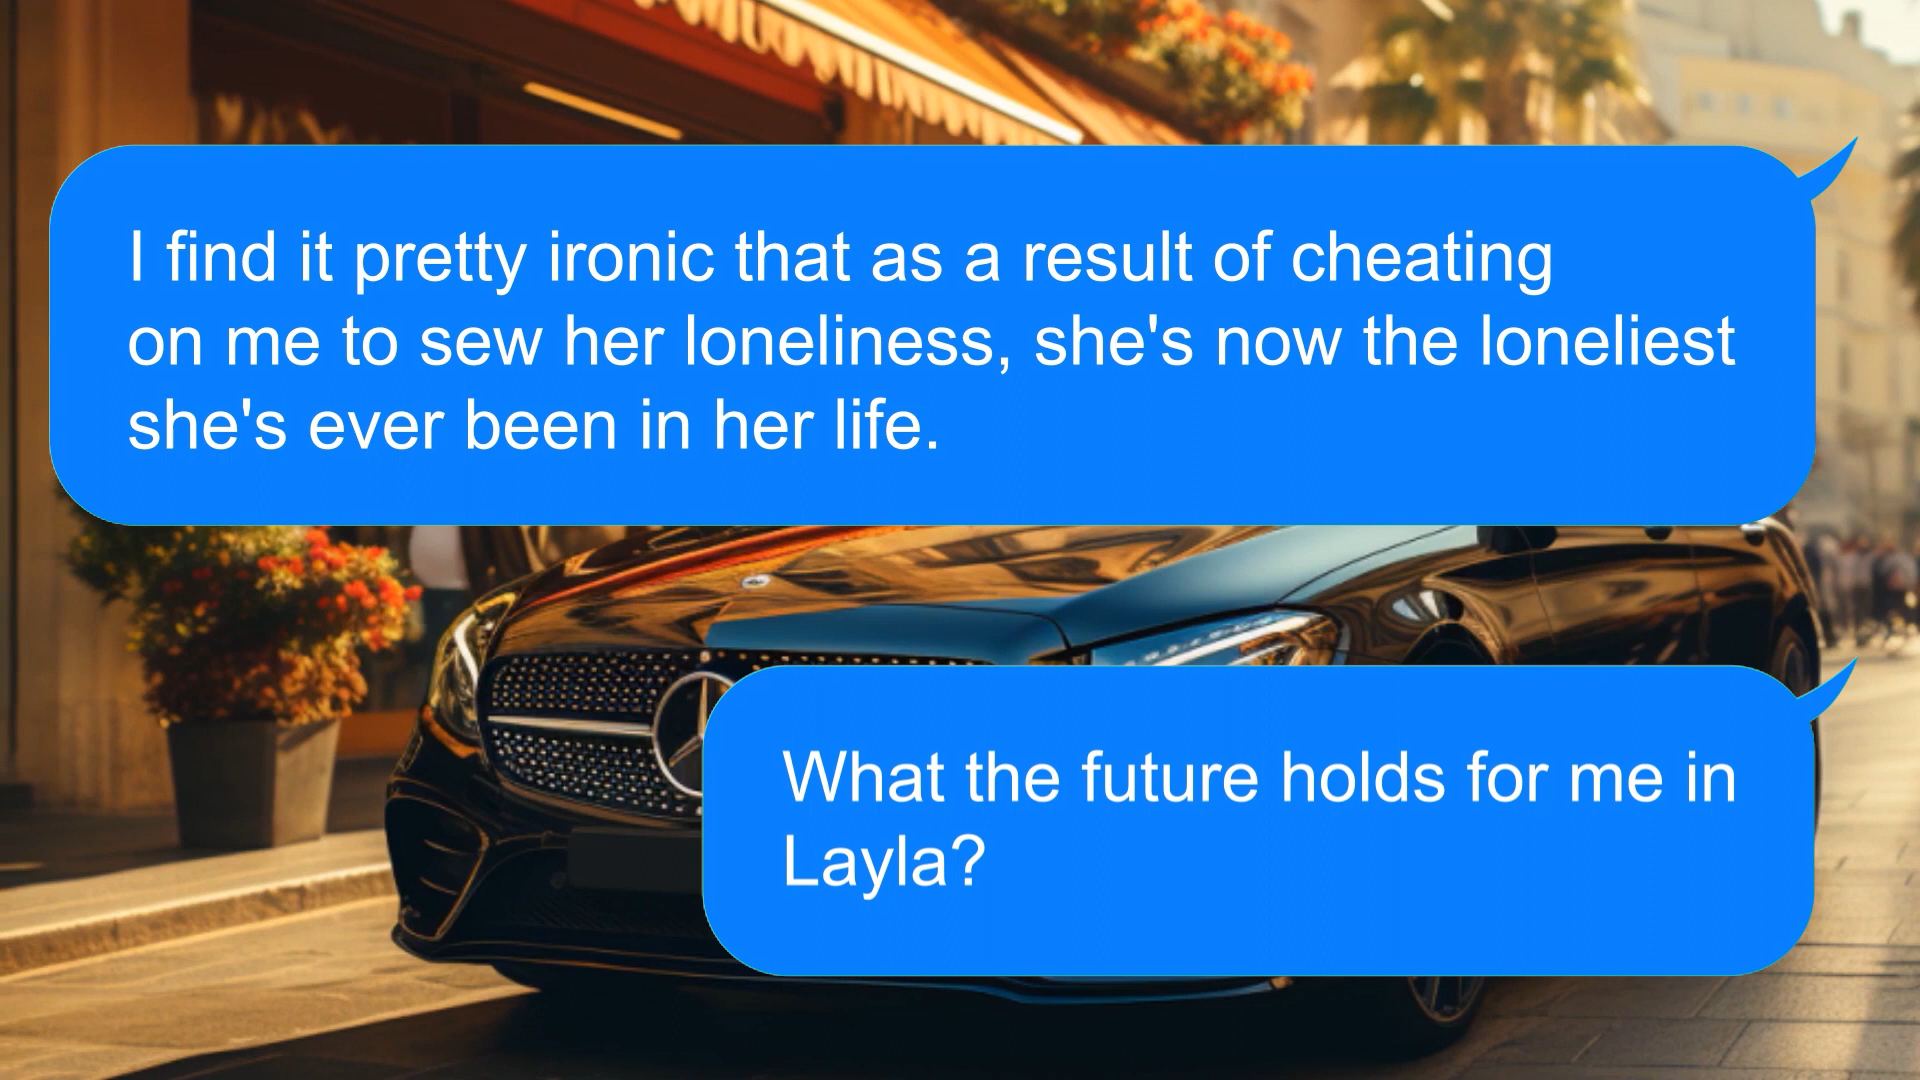 I find it pretty ironic that as a result of cheating
on me to sew her loneliness, she's now the loneliest
she's ever been in her life.
What the future holds for me in
Layla?